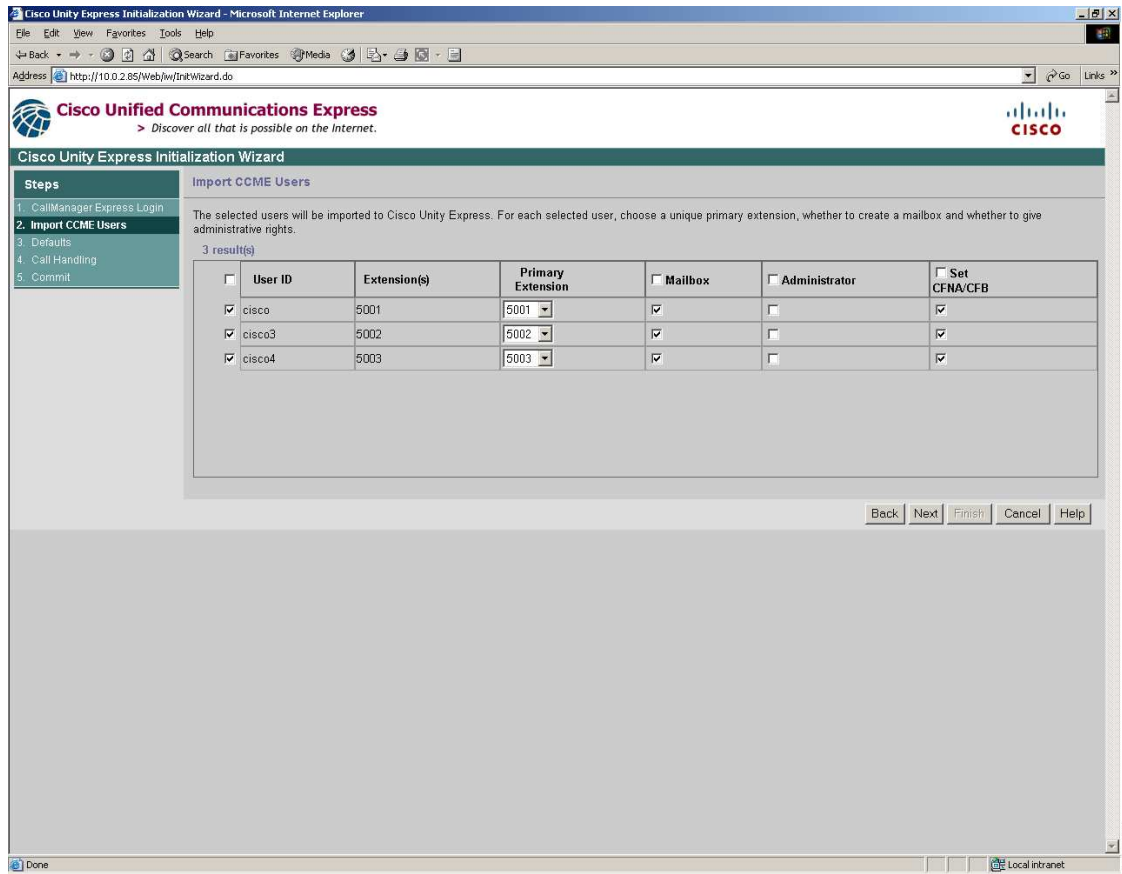 Cisco Unity Express Initialization Wizard - Microsoft Internet Explorer
File Edit View Favorites Tools Help
Back Search Favorites Media
Address http://10.0.2.85/Web/iw/InitWizard.do Go Links »
Cisco Unified Communications Express
> Discover all that is possible on the Internet.
CISCO
Cisco Unity Express Initialization Wizard
Steps
1. CallManager Express Login
2. Import CCME Users
3. Defaults
4. Call Handling
5. Commit
Import CCME Users
The selected users will be imported to Cisco Unity Express. For each selected user, choose a unique primary extension, whether to create a mailbox and whether to give
administrative rights.
3 result(s)
User ID Extension(s) Primary Extension Mailbox Administrator Set CFNA/CFB
cisco 5001 5001
cisco3 5002 5002
cisco4 5003 5003
Back Next Finish Cancel Help
Done Local intranet